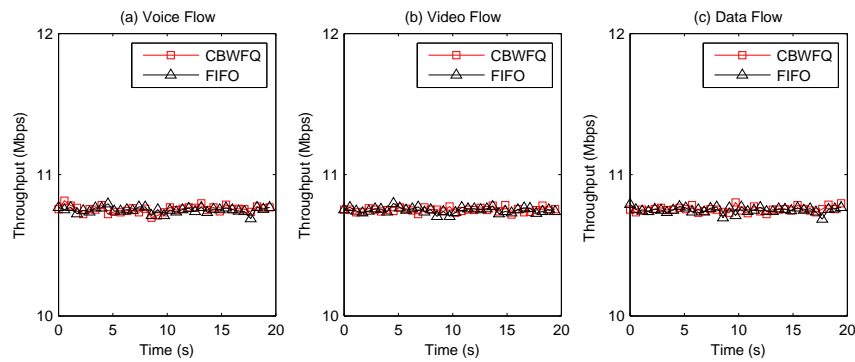 (a) Voice Flow
12
11
10
Throughput (Mbps)
0 5 10 15 20
Time (s)
CBWFQ
FIFO
(b) Video Flow
12
11
10
Throughput (Mbps)
0 5 10 15 20
Time (s)
CBWFQ
FIFO
(c) Data Flow
12
11
10
Throughput (Mbps)
0 5 10 15 20
Time (s)
CBWFQ
FIFO